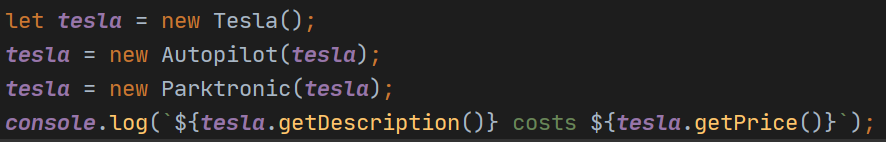 let tesla = new Tesla();
tesla = new Autopilot(tesla);
tesla = new Parktronic(tesla);
console.log(`${tesla.getDescription()} costs ${tesla.getPrice()}`);